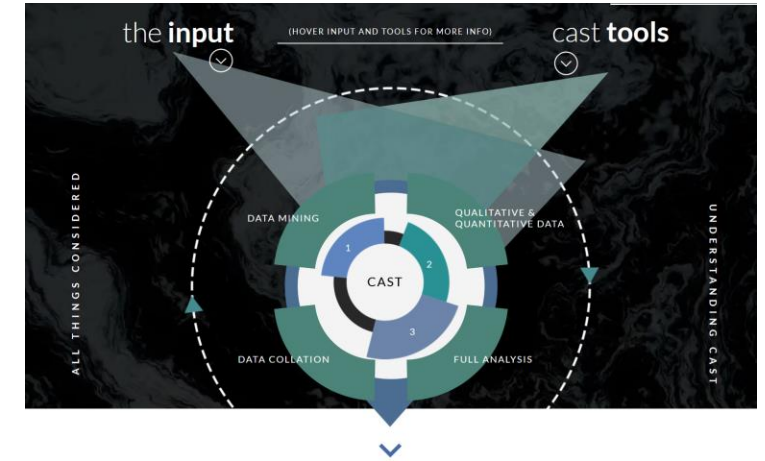 the input
(HOVER INPUT AND TOOLS FOR MORE INFO)
cast tools
ALL THINGS CONSIDERED
DATA MINING
QUALITATIVE &
QUANTITATIVE DATA
1
2
CAST
3
DATA COLLATION
FULL ANALYSIS
UNDERSTANDING CAST